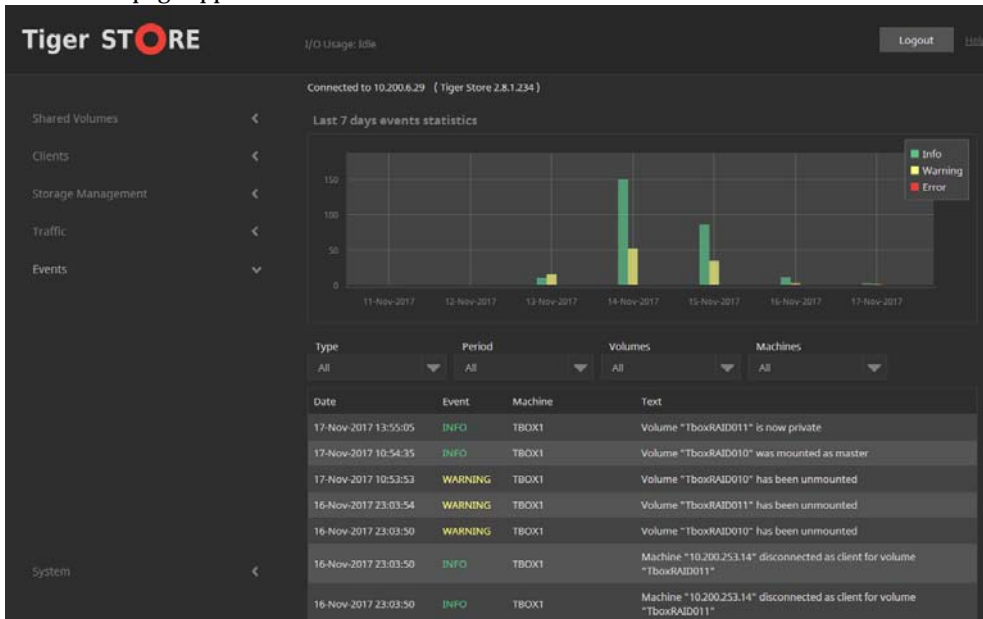 Tiger STORE
I/O Usage: Idle
Logout
Help
Connected to 10.200.6.29 ( Tiger Store 2.8.1.234 )
Shared Volumes
Clients
Storage Management
Traffic
Events
System
Last 7 days events statistics
Info
Warning
Error
150
100
50
0
11-Nov-2017 12-Nov-2017 13-Nov-2017 14-Nov-2017 15-Nov-2017 16-Nov-2017 17-Nov-2017
Type Period Volumes Machines
All All All All
Date Event Machine Text
17-Nov-2017 13:55:05 INFO TBOX1 Volume "TboxRAID011" is now private
17-Nov-2017 10:54:35 INFO TBOX1 Volume "TboxRAID010" was mounted as master
17-Nov-2017 10:53:53 WARNING TBOX1 Volume "TboxRAID010" has been unmounted
16-Nov-2017 23:03:54 WARNING TBOX1 Volume "TboxRAID011" has been unmounted
16-Nov-2017 23:03:50 WARNING TBOX1 Volume "TboxRAID010" has been unmounted
16-Nov-2017 23:03:50 INFO TBOX1 Machine "10.200.253.14" disconnected as client for volume
"TboxRAID011"
16-Nov-2017 23:03:50 INFO TBOX1 Machine "10.200.253.14" disconnected as client for volume
"TboxRAID011"